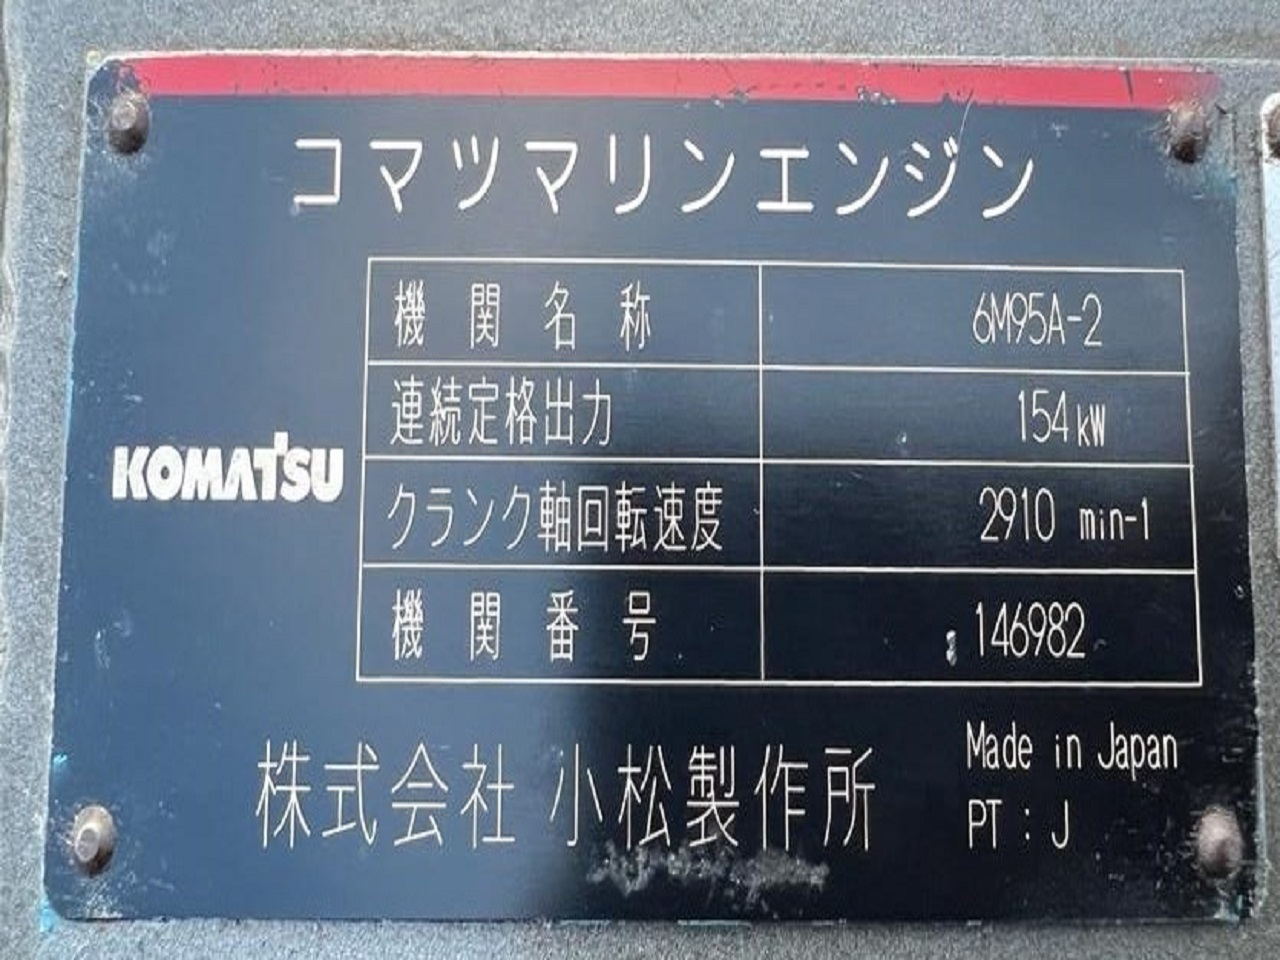 コマツマリンエンジン
機関名称 6M95A-2
連続定格出力 154kW
KOMATSU
クランク軸回転速度 2910 min-1
機関番号 146982
株式会社 小松製作所
Made in Japan
PT : J